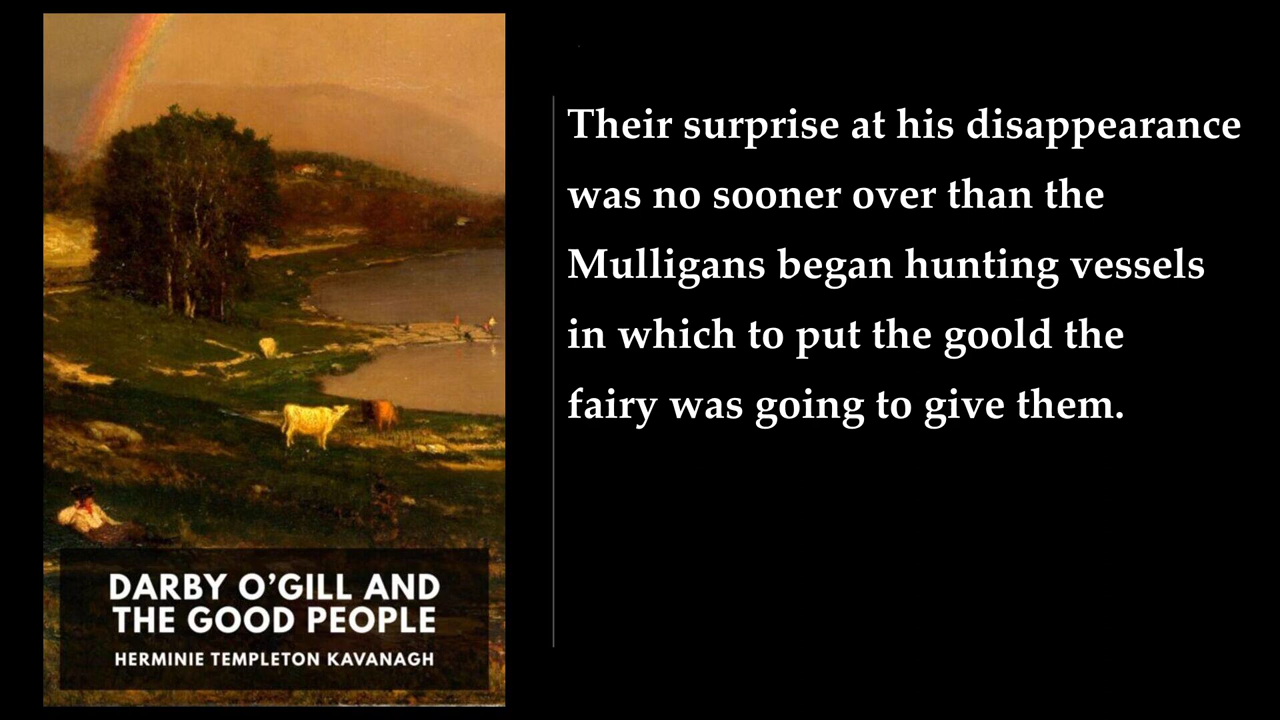 Their surprise at his disappearance
was no sooner over than the
Mulligans began hunting vessels
in which to put the goold the
fairy was going to give them.
DARBY O’GILL AND
THE GOOD PEOPLE
HERMINIE TEMPLETON KAVANAGH